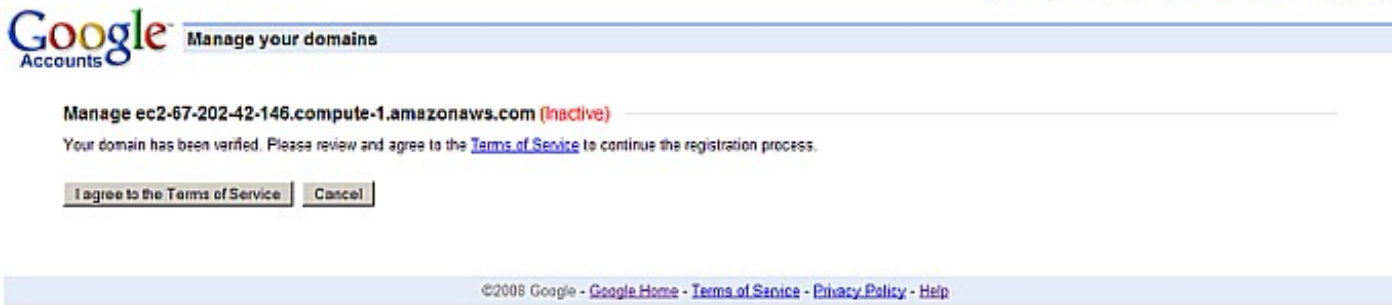 Google
Accounts
Manage your domains
Manage ec2-67-202-42-146.compute-1.amazonaws.com (Inactive)
Your domain has been verified. Please review and agree to the Terms of Service to continue the registration process.
I agree to the Terms of Service Cancel
©2008 Google - Google Home - Terms of Service - Privacy Policy - Help